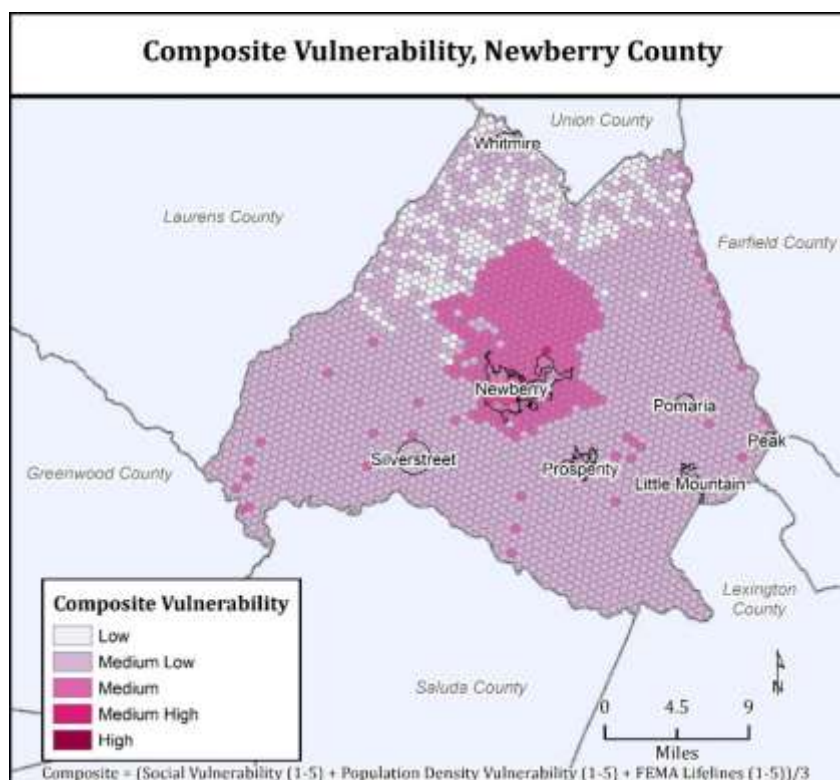 Composite Vulnerability, Newberry County
Union County
Whitmire
Laurens County
Fairfield County
Newberry
Pomaria
Peak
Greenwood County
Silverstreet
Prosperity
Little Mountain
Composite Vulnerability
Low
Medium Low
Medium
Medium High
High
Lexington
County
Saluda County
N
0 4.5 9
Miles
Composite = (Social Vulnerability (1-5) + Population Density Vulnerability (1-5) + FEMA Lifelines (1-5))/3